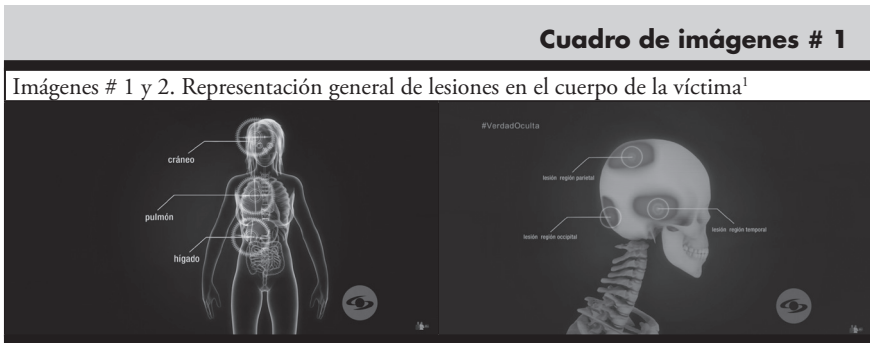 Cuadro de imágenes # 1
Imágenes # 1 y 2. Representación general de lesiones en el cuerpo de la víctima¹
cráneo
pulmón
hígado
#VerdadOculta
lesión región parietal
lesión región occipital
lesión región temporal